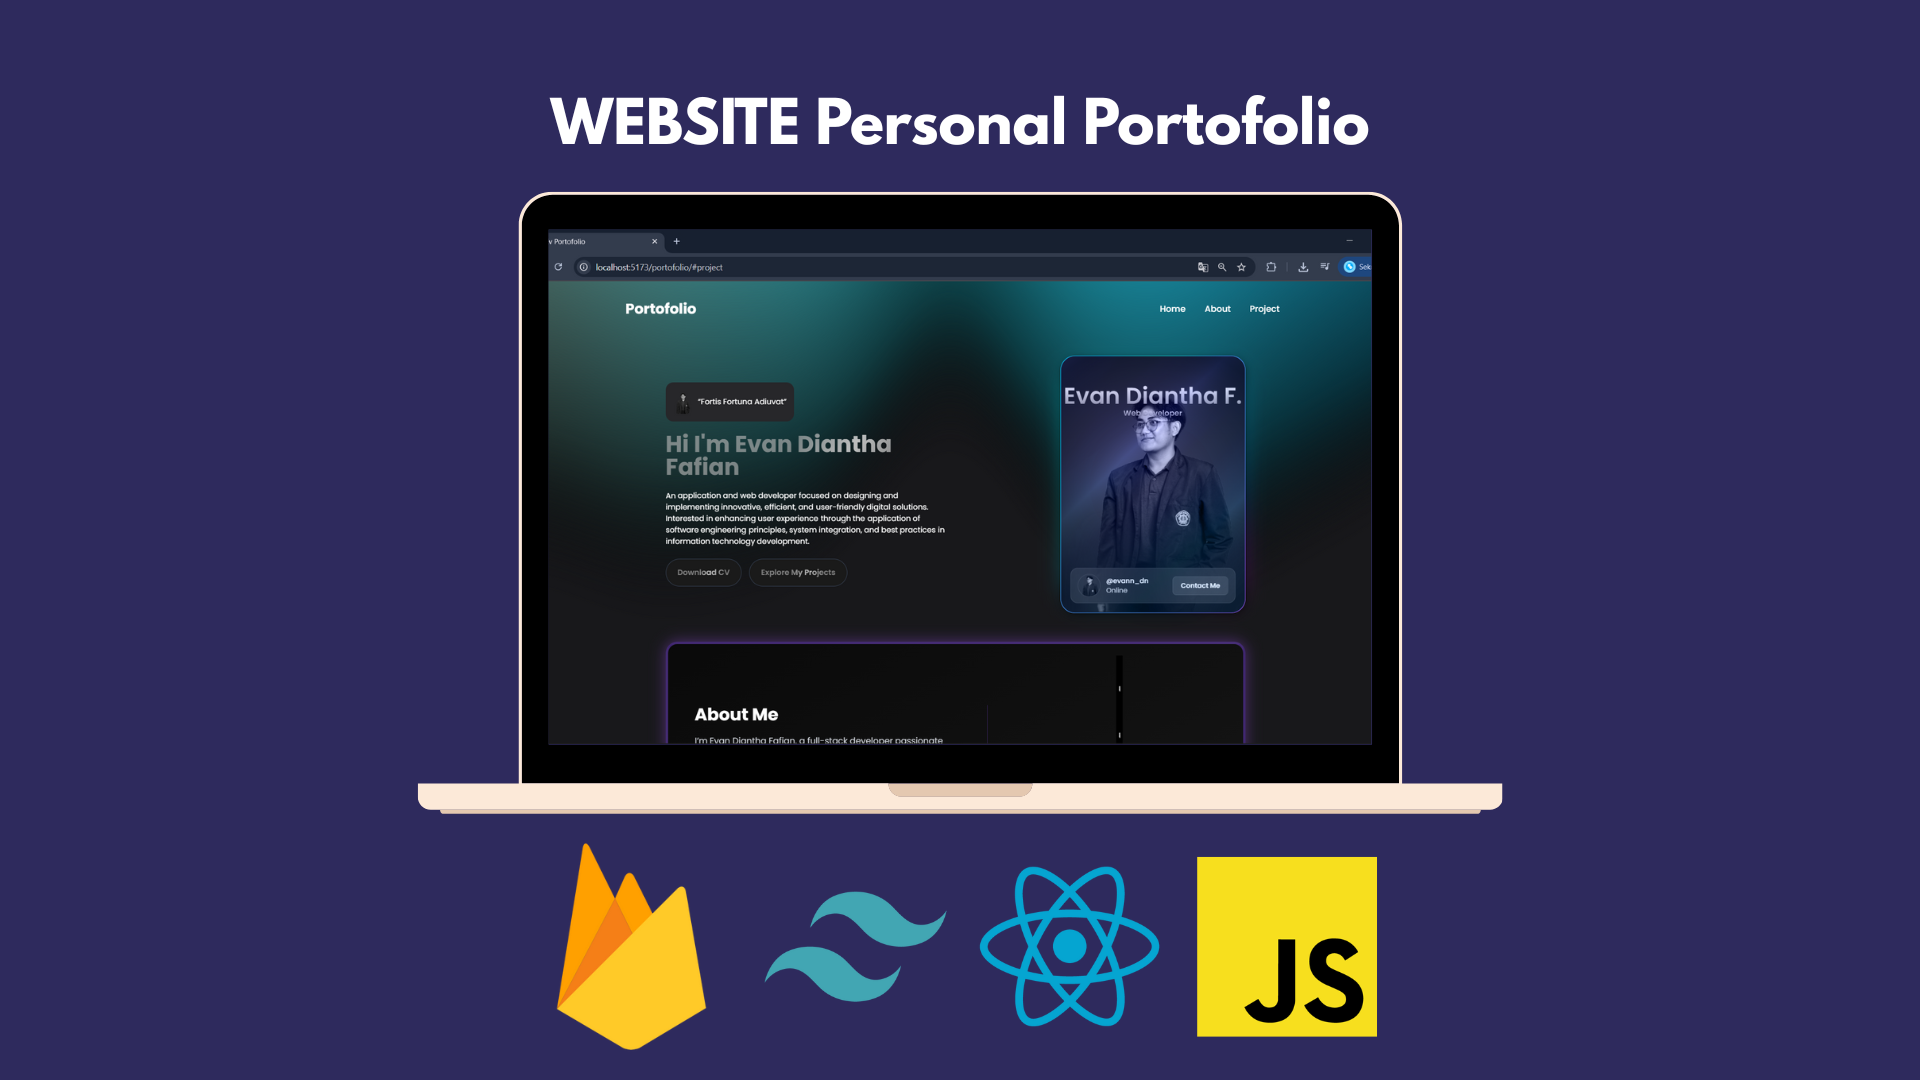 WEBSITE Personal Portofolio
Portofolio
localhost:5173/portofolio/#project
Portofolio
Home About Project
"Fortis Fortuna Adiuvat"
Hi I'm Evan Diantha
Fafian
An application and web developer focused on designing and
implementing innovative, efficient, and user-friendly digital solutions.
Interested in enhancing user experience through the application of
software engineering principles, system integration, and best practices in
information technology development.
Download CV Explore My Projects
Evan Diantha F.
Web Developer
@evann_dn
Online
Contact Me
About Me
I'm Evan Diantha Fafian, a full-stack developer passionate
JS